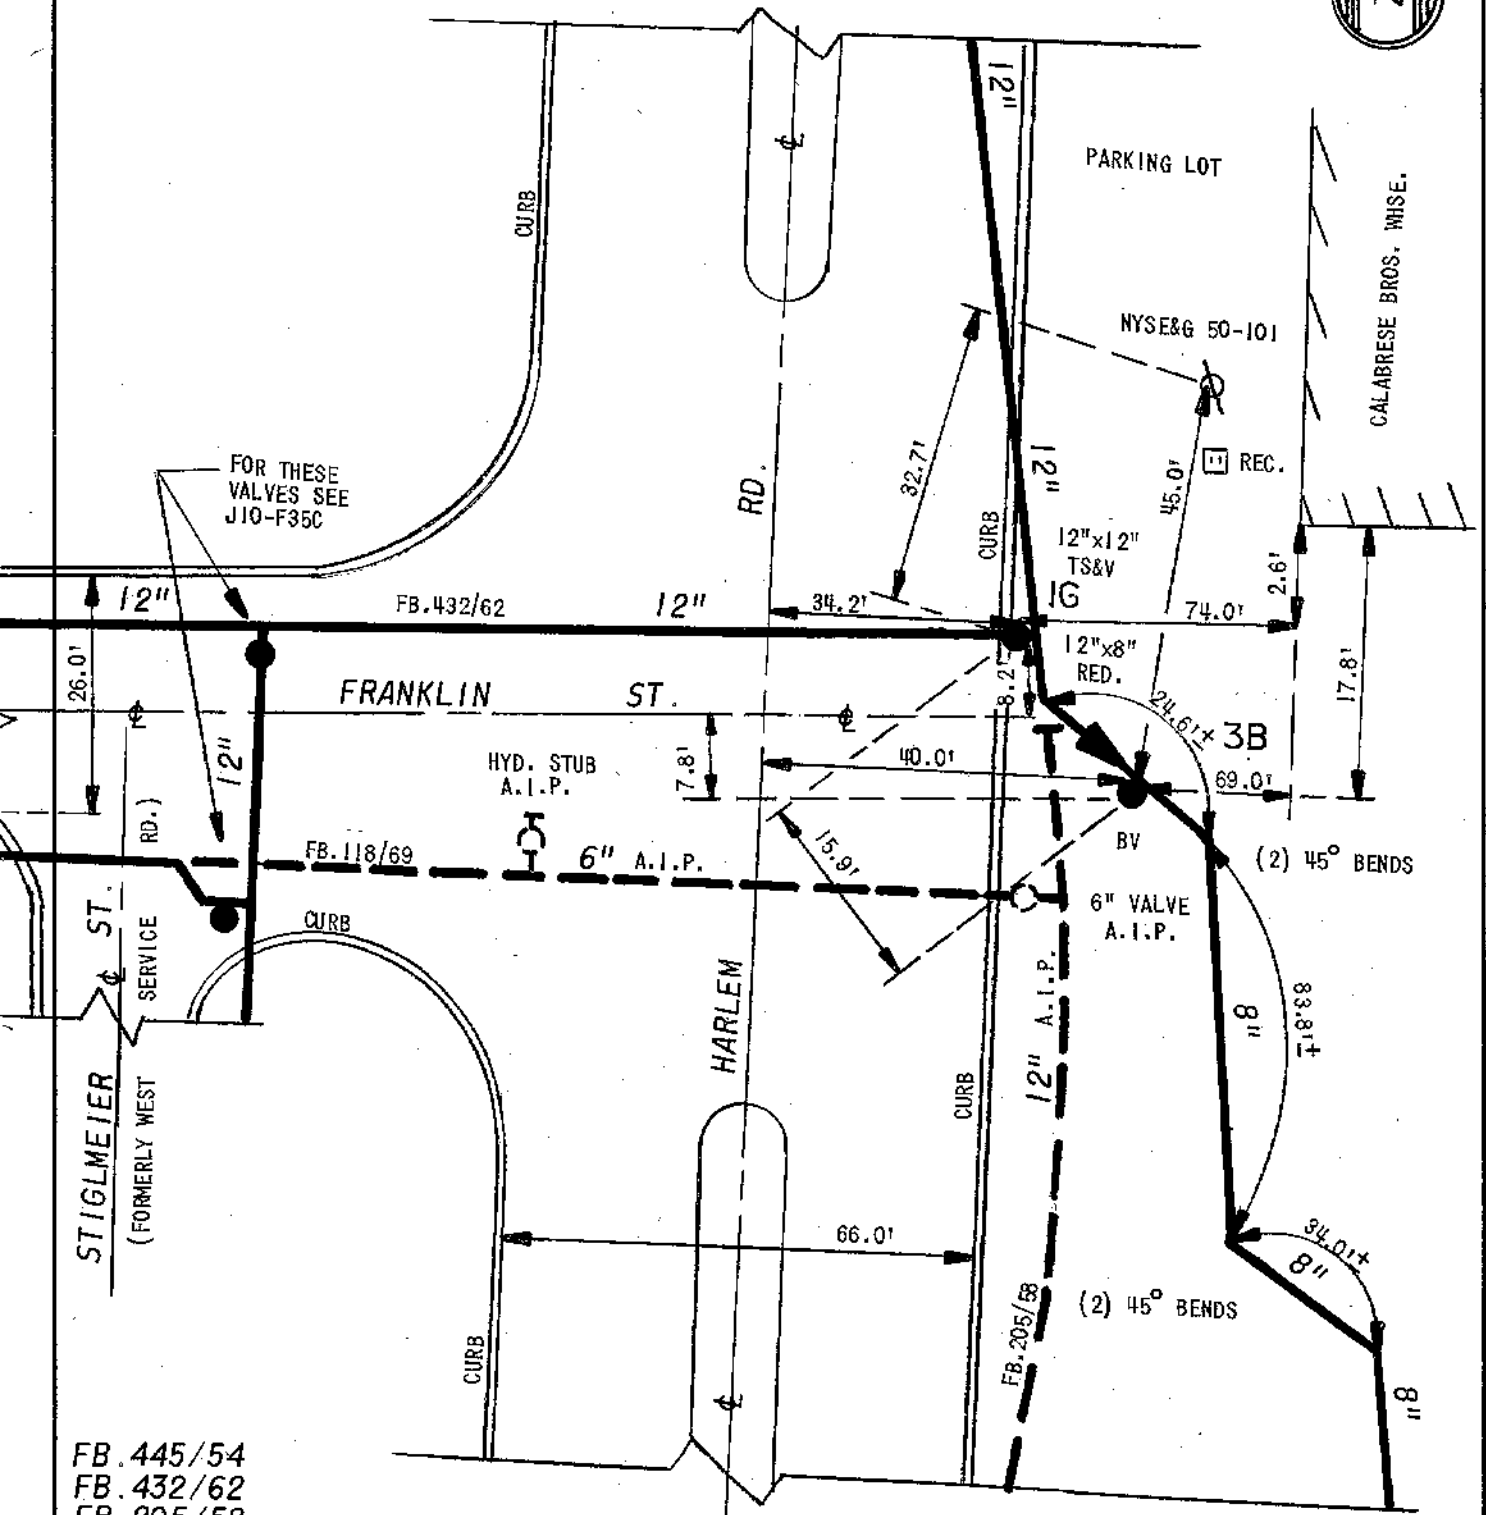 12"
PARKING LOT
CURB
CALABRESE BROS. WHSE.
NYSE&G 50-101
RD.
32.7'
12"
45.0'
REC.
FOR THESE
VALVES SEE
J10-F35C
CURB
12"x12"
TS&V
1G
2.6'
12"
FB.432/62
12"
34.2'
74.0'
12"x8"
RED.
26.0'
8.2'
17.8'
FRANKLIN ST.
24.6'±
3B
12"
HYD. STUB
A.I.P.
7.8'
40.0'
69.0'
BV
(2) 45° BENDS
FB.118/69
6" A.I.P.
15.9'
6" VALVE
A.I.P.
CURB
STIGLMEIER ST.
(FORMERLY WEST SERVICE RD.)
HARLEM
12" A.I.P.
8"
83.8'±
CURB
66.0'
34.0'±
8"
FB.205/58
(2) 45° BENDS
CURB
8"
FB.445/54
FB.432/62
FB.205/58